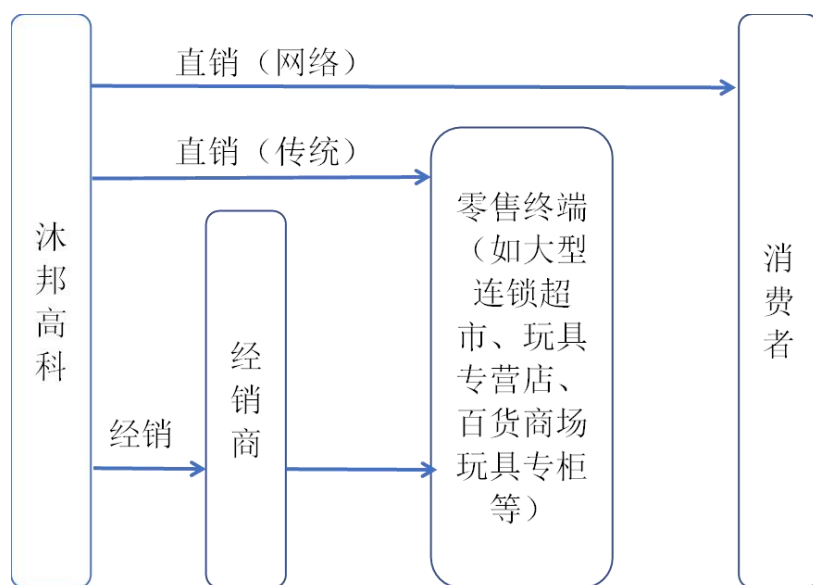 直销（网络）
直销（传统）
沐邦高科
经销
经销商
零售终端
（如大型
连锁超
市、玩具
专营店、
百货商场
玩具专柜
等）
消费者